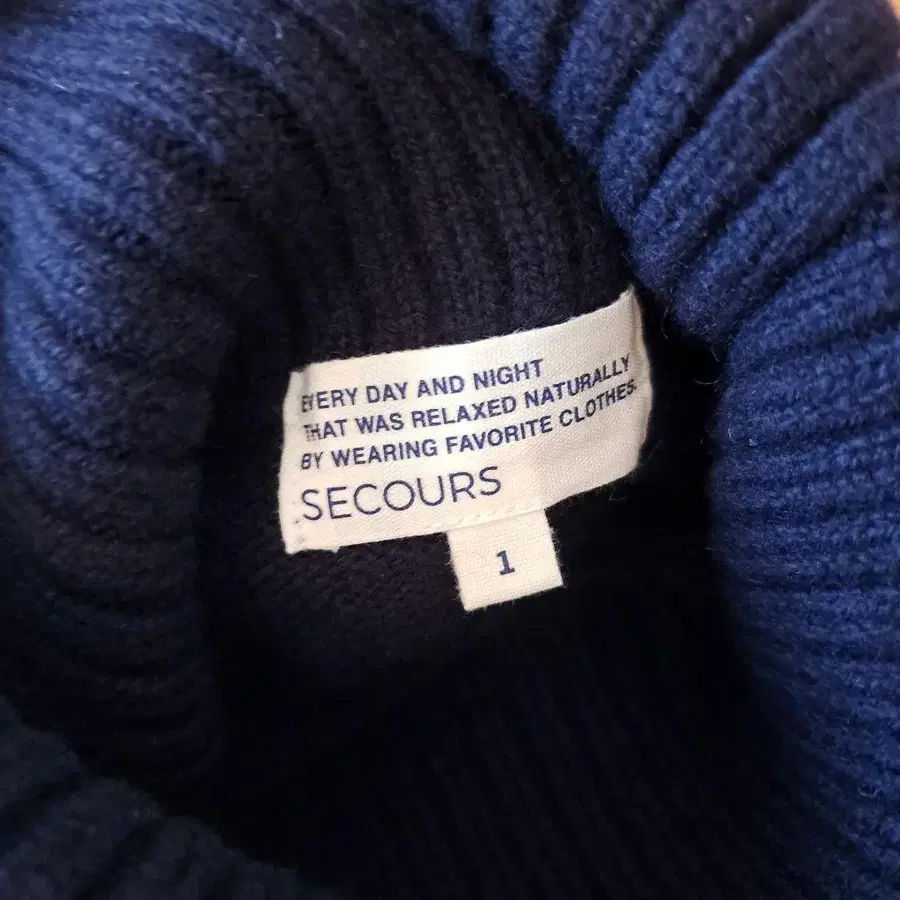 EVERY DAY AND NIGHT
THAT WAS RELAXED NATURALLY
BY WEARING FAVORITE CLOTHES.
SECOURS
1